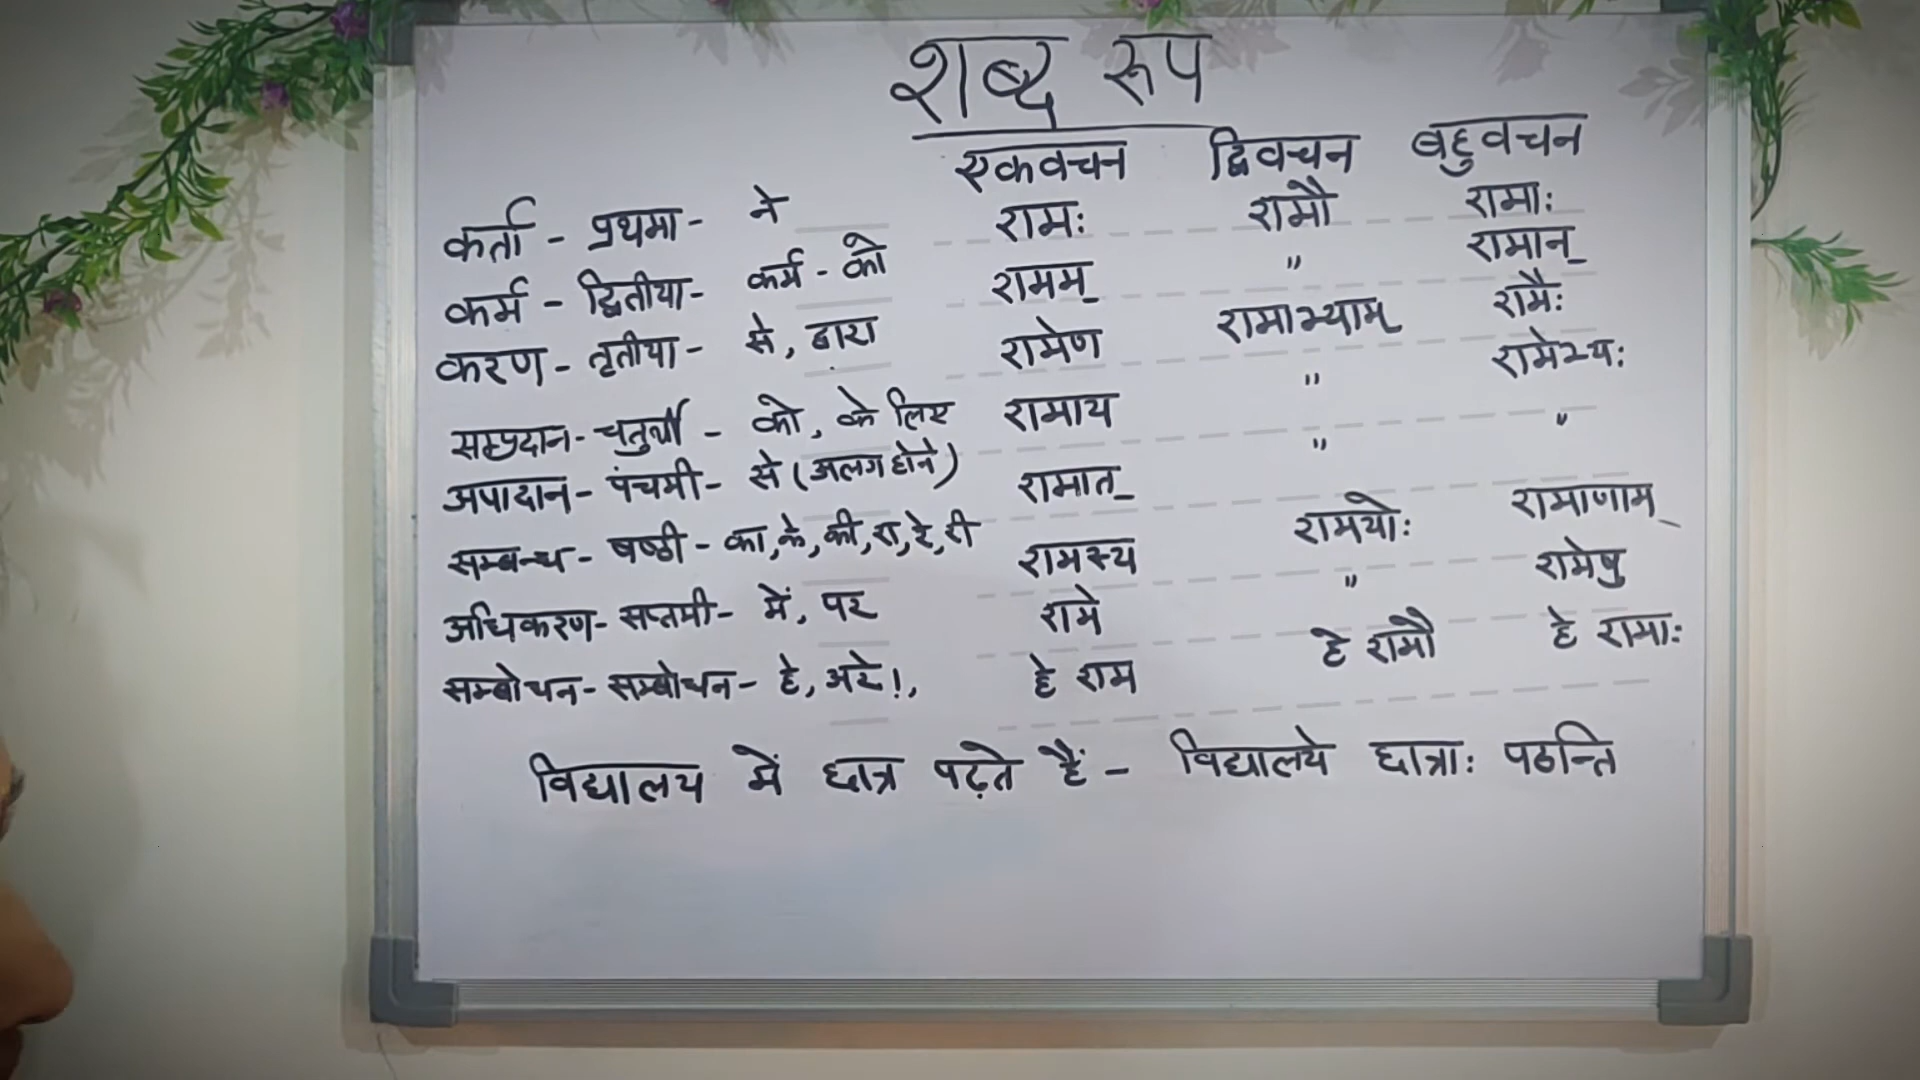 शब्द रूप
एकवचन द्विवचन बहुवचन
कर्ता - प्रथमा - ने रामः रामौ रामाः
कर्म - द्वितीया - कर्म - को रामम् " रामान्
करण - तृतीया - से, द्वारा रामेण रामाभ्याम् रामैः
सम्प्रदान - चतुर्थी - को, के लिए रामाय " रामेभ्यः
अपादान - पंचमी - से (अलग होने) रामात् " "
सम्बन्ध - षष्ठी - का, के, की, रा, रे, री रामस्य रामयोः रामाणाम्
अधिकरण - सप्तमी - में, पर रामे " रामेषु
सम्बोधन - सम्बोधन - हे, अरे!, हे राम हे रामौ हे रामाः
विद्यालय में छात्र पढ़ते हैं - विद्यालये छात्राः पठन्ति